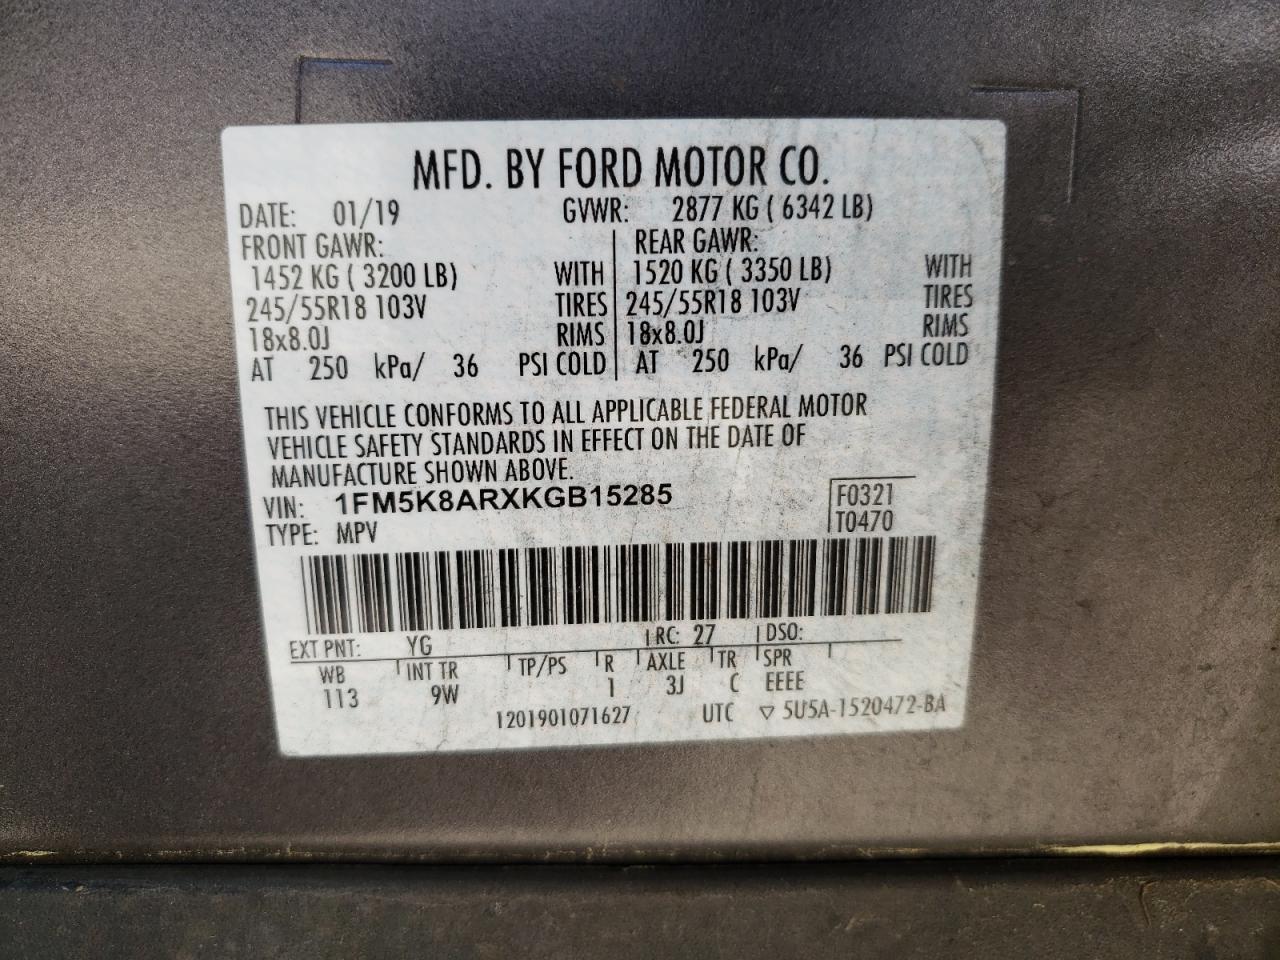 MFD. BY FORD MOTOR CO.
DATE: 01/19 GVWR: 2877 KG ( 6342 LB)
FRONT GAWR: REAR GAWR:
1452 KG ( 3200 LB) WITH 1520 KG ( 3350 LB) WITH
245/55R18 103V TIRES 245/55R18 103V TIRES
18x8.0J RIMS 18x8.0J RIMS
AT 250 kPa/ 36 PSI COLD AT 250 kPa/ 36 PSI COLD
THIS VEHICLE CONFORMS TO ALL APPLICABLE FEDERAL MOTOR
VEHICLE SAFETY STANDARDS IN EFFECT ON THE DATE OF
MANUFACTURE SHOWN ABOVE.
VIN: 1FM5K8ARXKGB15285 F0321
TYPE: MPV T0470
EXT PNT: YG RC: 27 DSO:
WB INT TR TP/PS R AXLE TR SPR
113 9W 1 3J C EEEE
1201901071627 UTC ▽ 5U5A-1520472-BA